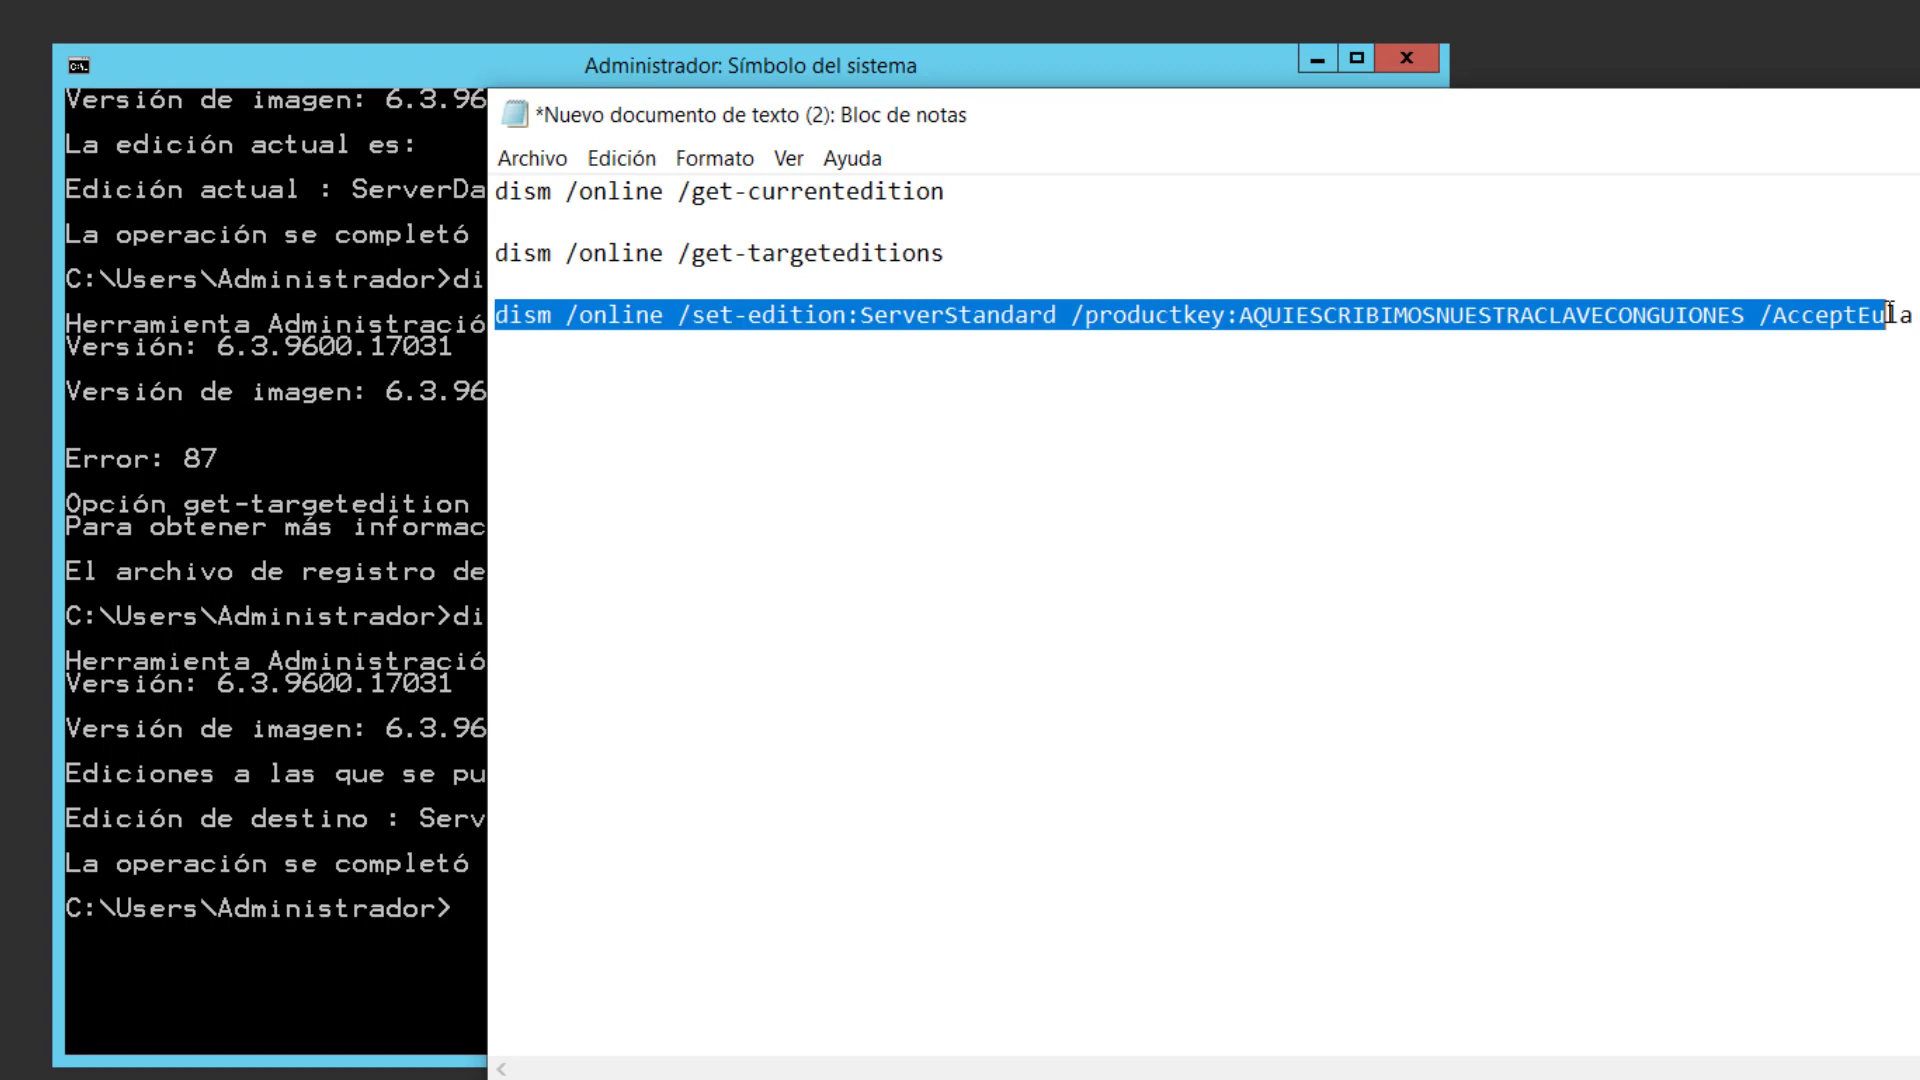 Administrador: Símbolo del sistema
Versión de imagen: 6.3.96
La edición actual es:
Edición actual : ServerDa
La operación se completó
C:\Users\Administrador>di
Herramienta Administració
Versión: 6.3.9600.17031
Versión de imagen: 6.3.96
Error: 87
Opción get-targetedition
Para obtener más informac
El archivo de registro de
C:\Users\Administrador>di
Herramienta Administració
Versión: 6.3.9600.17031
Versión de imagen: 6.3.96
Ediciones a las que se pu
Edición de destino : Serv
La operación se completó
C:\Users\Administrador>
*Nuevo documento de texto (2): Bloc de notas
Archivo Edición Formato Ver Ayuda
dism /online /get-currentedition
dism /online /get-targeteditions
dism /online /set-edition:ServerStandard /productkey:AQUIESCRIBIMOSNUESTRACLAVECONGUIONES /AcceptEula